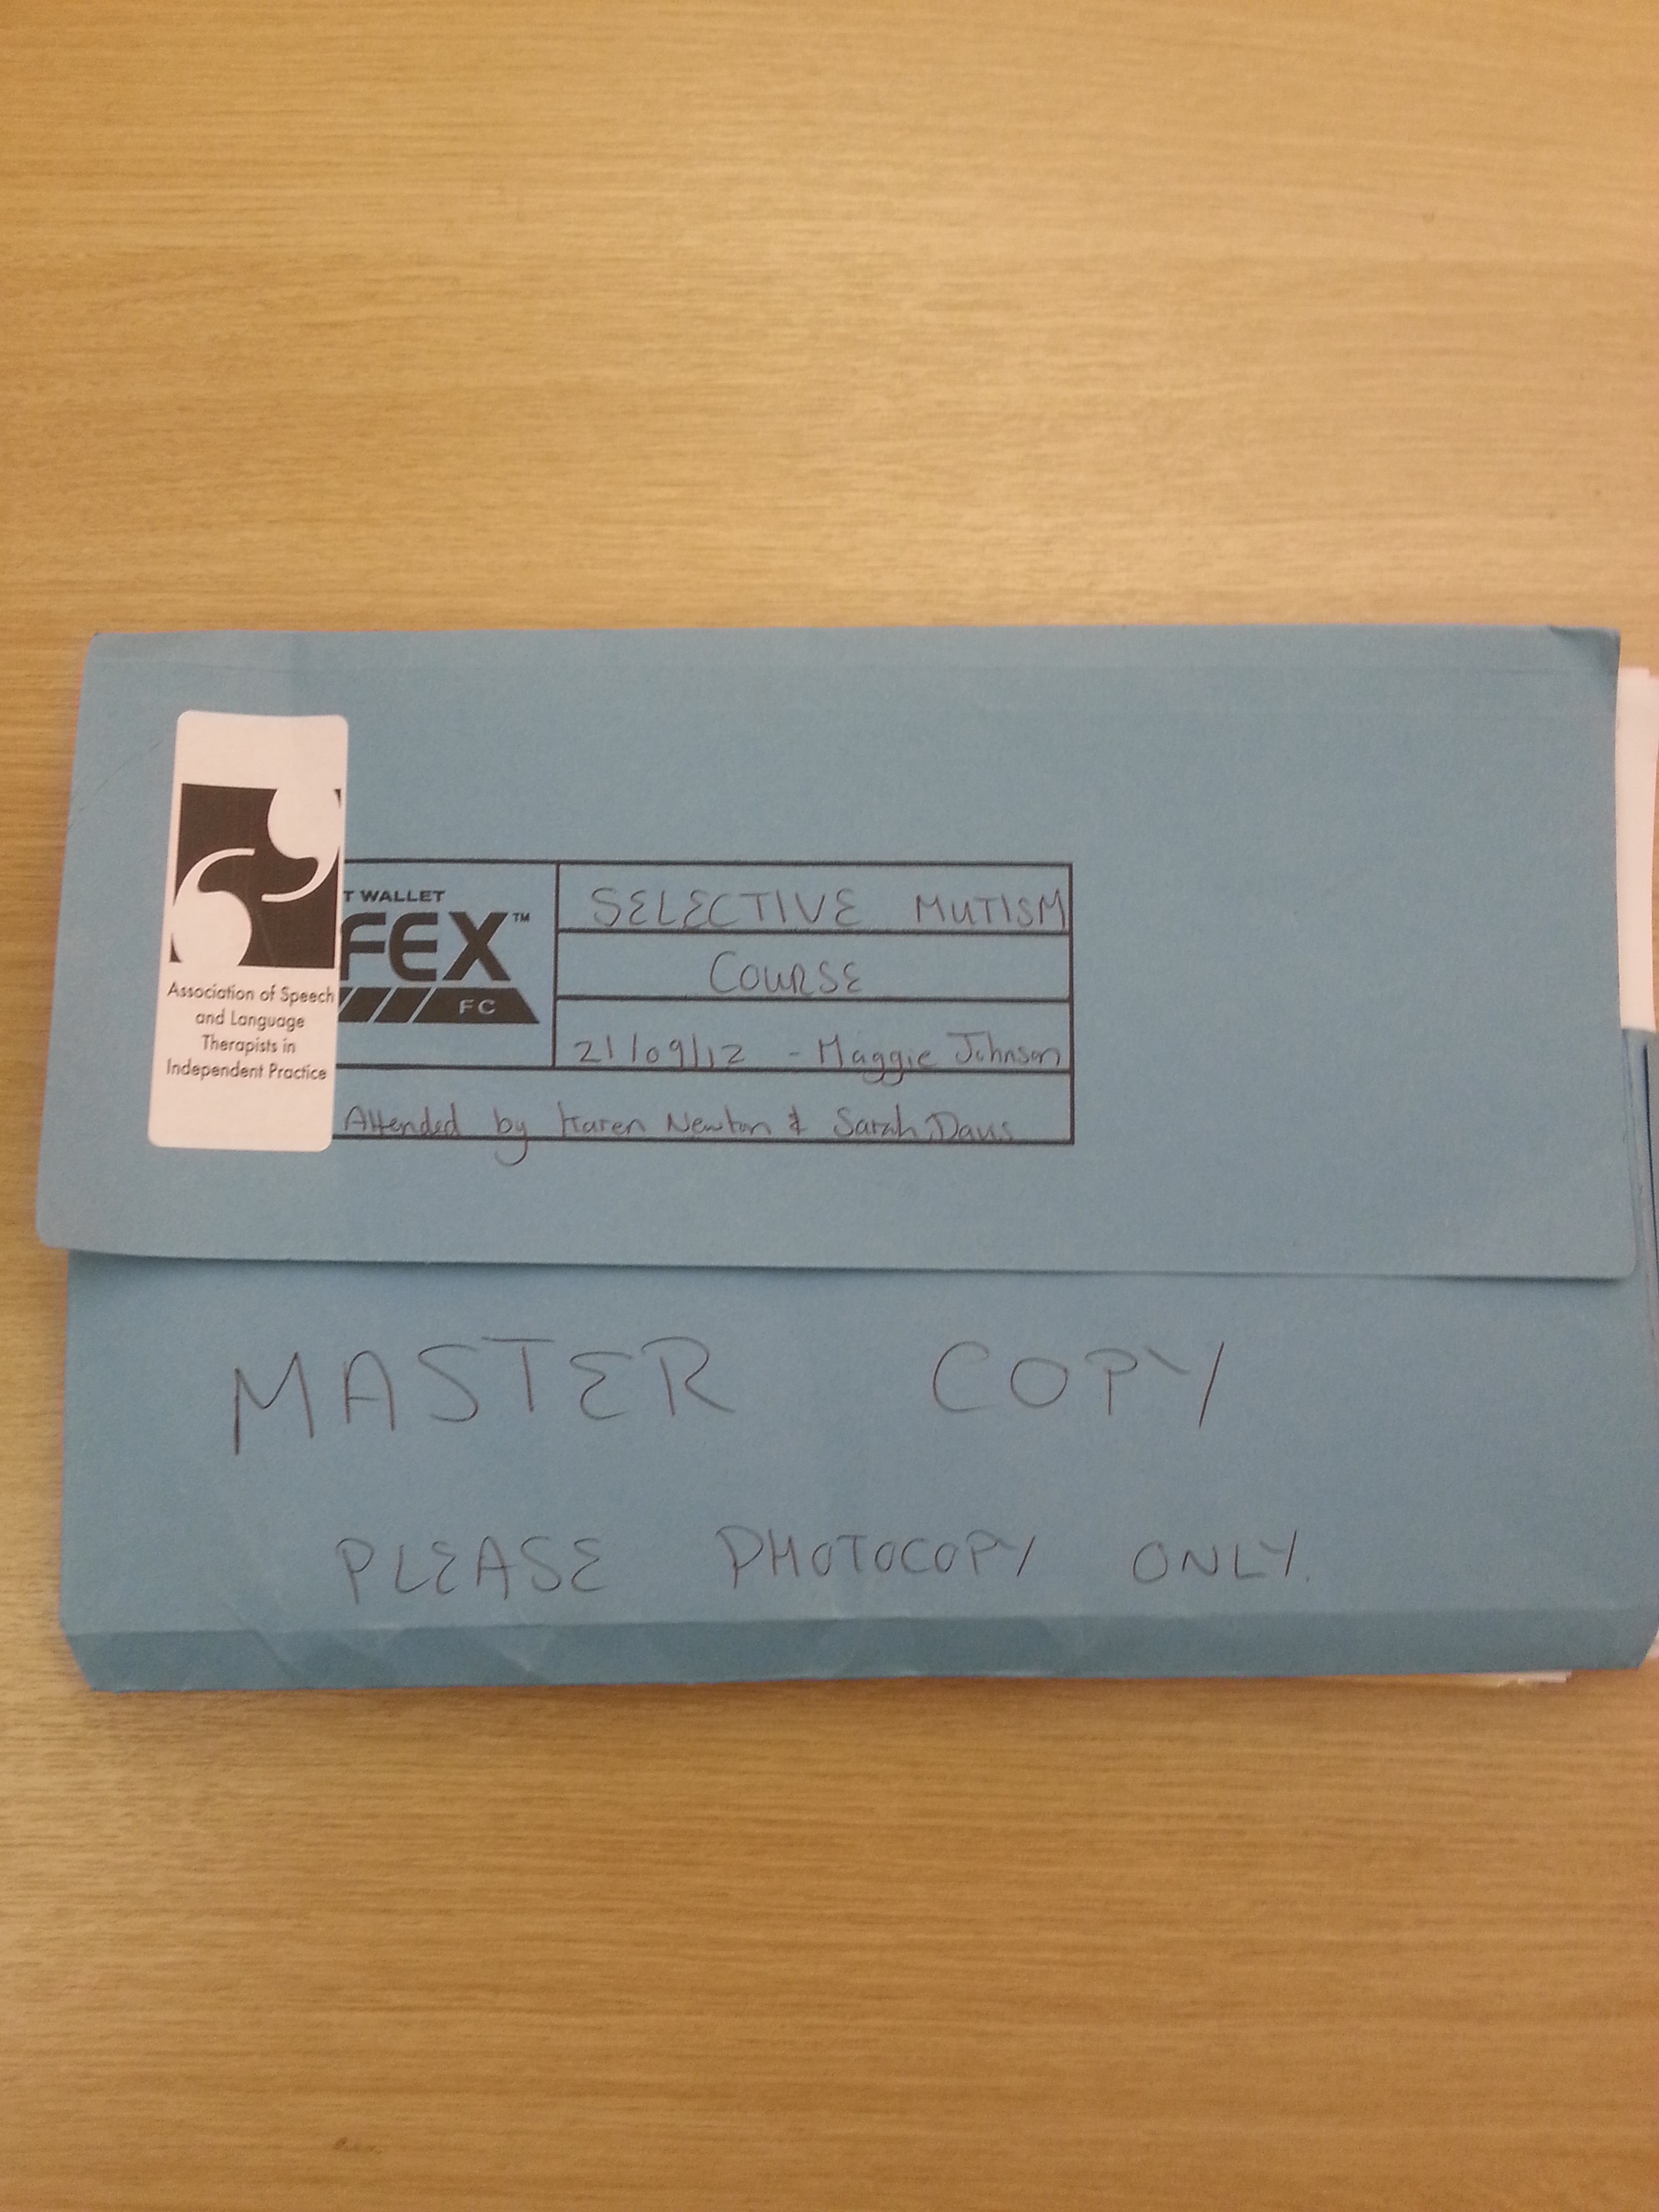 T WALLET
FEX™
FC
Association of Speech
and Language
Therapists in
Independent Practice
SELECTIVE MUTISM
COURSE
21/09/12 - Maggie Johnson
Attended by Karen Newton & Sarah Davis
MASTER COPY
PLEASE PHOTOCOPY ONLY.